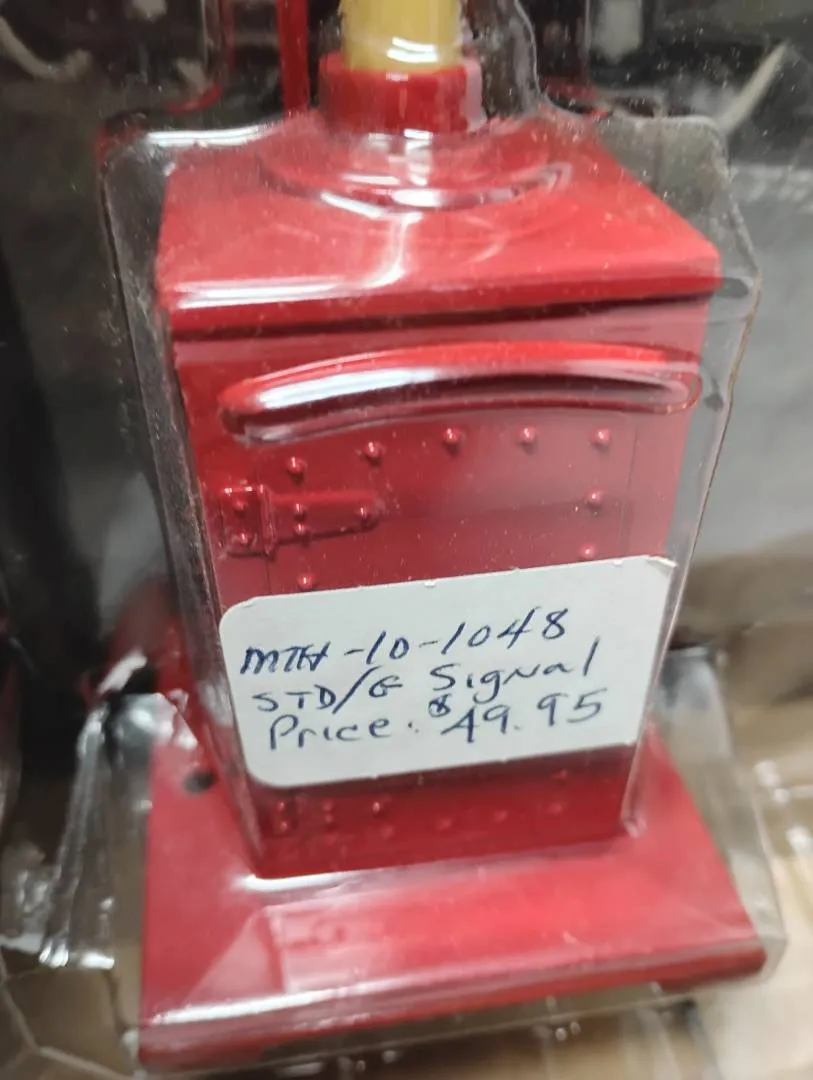 MTH-10-1048
STD/G Signal
Price. $49.95